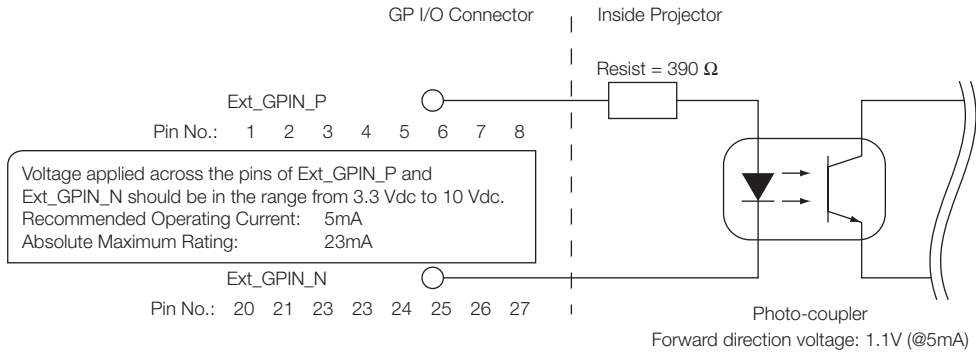 GP I/O Connector
Inside Projector
Resist = 390 Ω
Ext_GPIN_P
Pin No.: 1 2 3 4 5 6 7 8
Voltage applied across the pins of Ext_GPIN_P and
Ext_GPIN_N should be in the range from 3.3 Vdc to 10 Vdc.
Recommended Operating Current: 5mA
Absolute Maximum Rating: 23mA
Ext_GPIN_N
Pin No.: 20 21 23 23 24 25 26 27
Photo-coupler
Forward direction voltage: 1.1V (@5mA)